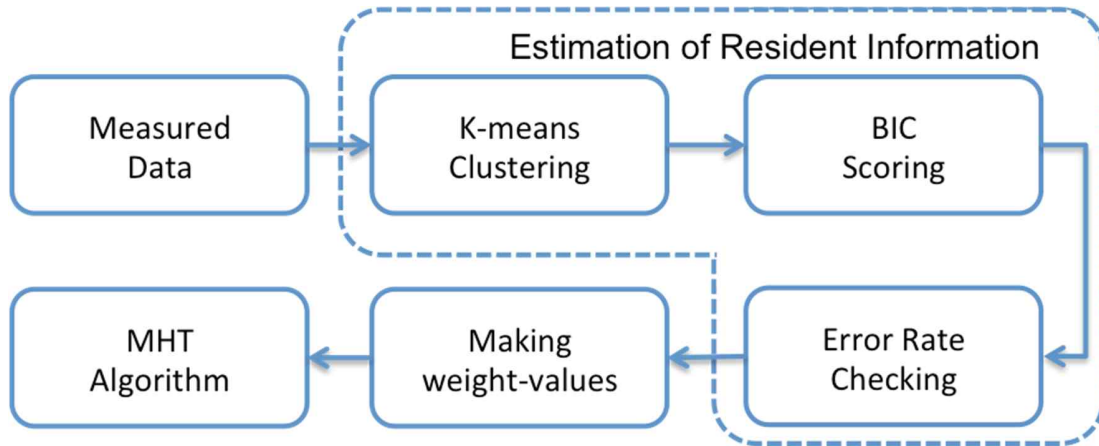 Estimation of Resident Information
Measured
Data
K-means
Clustering
BIC
Scoring
Error Rate
Checking
Making
weight-values
MHT
Algorithm